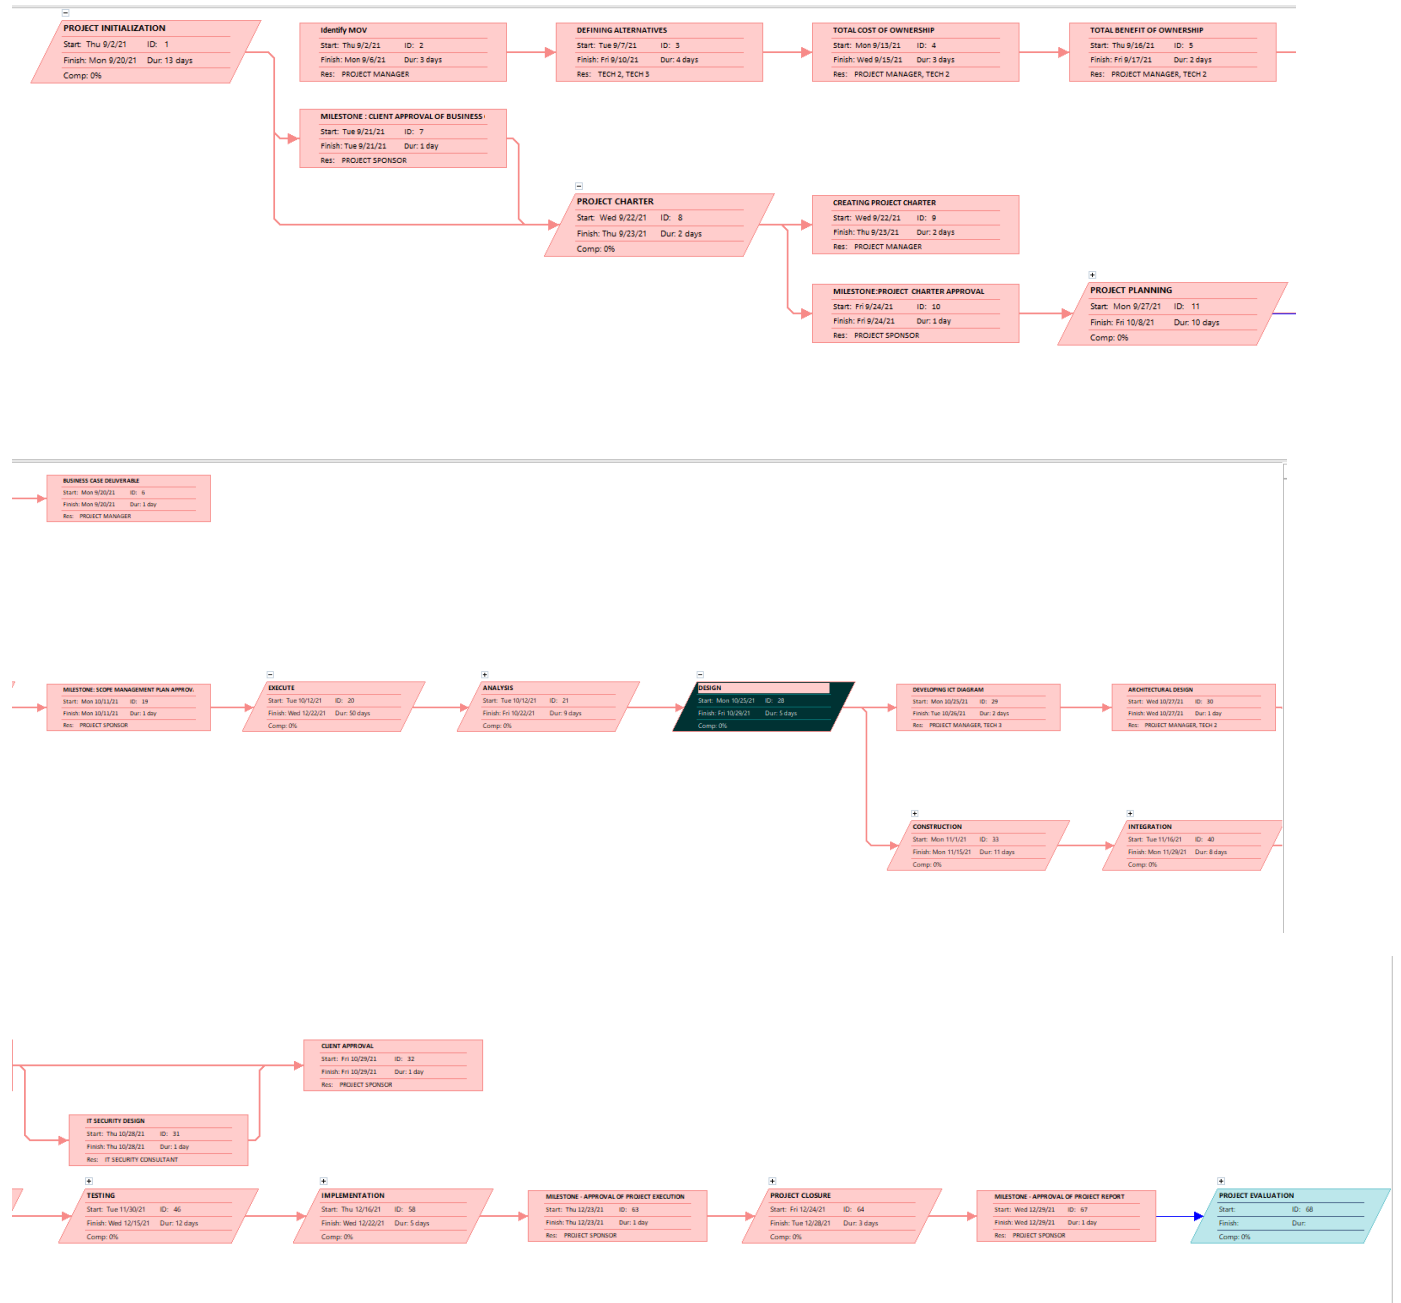 PROJECT INITIALIZATION
Start: Thu 9/2/21 ID: 1
Finish: Mon 9/20/21 Dur: 13 days
Comp: 0%
Identify MOV
Start: Thu 9/2/21 ID: 2
Finish: Mon 9/6/21 Dur: 3 days
Res: PROJECT MANAGER
DEFINING ALTERNATIVES
Start: Tue 9/7/21 ID: 3
Finish: Fri 9/10/21 Dur: 4 days
Res: TECH 2, TECH 3
TOTAL COST OF OWNERSHIP
Start: Mon 9/13/21 ID: 4
Finish: Wed 9/15/21 Dur: 3 days
Res: PROJECT MANAGER, TECH 2
TOTAL BENEFIT OF OWNERSHIP
Start: Thu 9/16/21 ID: 5
Finish: Fri 9/17/21 Dur: 2 days
Res: PROJECT MANAGER, TECH 2
MILESTONE : CLIENT APPROVAL OF BUSINESS
Start: Tue 9/21/21 ID: 7
Finish: Tue 9/21/21 Dur: 1 day
Res: PROJECT SPONSOR
PROJECT CHARTER
Start: Wed 9/22/21 ID: 8
Finish: Thu 9/23/21 Dur: 2 days
Comp: 0%
CREATING PROJECT CHARTER
Start: Wed 9/22/21 ID: 9
Finish: Thu 9/23/21 Dur: 2 days
Res: PROJECT MANAGER
MILESTONE:PROJECT CHARTER APPROVAL
Start: Fri 9/24/21 ID: 10
Finish: Fri 9/24/21 Dur: 1 day
Res: PROJECT SPONSOR
PROJECT PLANNING
Start: Mon 9/27/21 ID: 11
Finish: Fri 10/8/21 Dur: 10 days
Comp: 0%
BUSINESS CASE DELIVERABLE
Start: Mon 9/20/21 ID: 6
Finish: Mon 9/20/21 Dur: 1 day
Res: PROJECT MANAGER
MILESTONE: SCOPE MANAGEMENT PLAN APPROV.
Start: Mon 10/11/21 ID: 19
Finish: Mon 10/11/21 Dur: 1 day
Res: PROJECT SPONSOR
EXECUTE
Start: Tue 10/12/21 ID: 20
Finish: Wed 12/22/21 Dur: 50 days
Comp: 0%
ANALYSIS
Start: Tue 10/12/21 ID: 21
Finish: Fri 10/22/21 Dur: 9 days
Comp: 0%
DESIGN
Start: Mon 10/25/21 ID: 28
Finish: Fri 10/29/21 Dur: 5 days
Comp: 0%
DEVELOPING ICT DIAGRAM
Start: Mon 10/25/21 ID: 29
Finish: Tue 10/26/21 Dur: 2 days
Res: PROJECT MANAGER, TECH 3
ARCHITECTURAL DESIGN
Start: Wed 10/27/21 ID: 30
Finish: Wed 10/27/21 Dur: 1 day
Res: PROJECT MANAGER, TECH 2
CONSTRUCTION
Start: Mon 11/1/21 ID: 33
Finish: Mon 11/15/21 Dur: 11 days
Comp: 0%
INTEGRATION
Start: Tue 11/16/21 ID: 40
Finish: Mon 11/29/21 Dur: 8 days
Comp: 0%
CLIENT APPROVAL
Start: Fri 10/29/21 ID: 32
Finish: Fri 10/29/21 Dur: 1 day
Res: PROJECT SPONSOR
IT SECURITY DESIGN
Start: Thu 10/28/21 ID: 31
Finish: Thu 10/28/21 Dur: 1 day
Res: IT SECURITY CONSULTANT
TESTING
Start: Tue 11/30/21 ID: 46
Finish: Wed 12/15/21 Dur: 12 days
Comp: 0%
IMPLEMENTATION
Start: Thu 12/16/21 ID: 58
Finish: Wed 12/22/21 Dur: 5 days
Comp: 0%
MILESTONE - APPROVAL OF PROJECT EXECUTION
Start: Thu 12/23/21 ID: 63
Finish: Thu 12/23/21 Dur: 1 day
Res: PROJECT SPONSOR
PROJECT CLOSURE
Start: Fri 12/24/21 ID: 64
Finish: Tue 12/28/21 Dur: 3 days
Comp: 0%
MILESTONE - APPROVAL OF PROJECT REPORT
Start: Wed 12/29/21 ID: 67
Finish: Wed 12/29/21 Dur: 1 day
Res: PROJECT SPONSOR
PROJECT EVALUATION
Start: ID: 68
Finish: Dur:
Comp: 0%